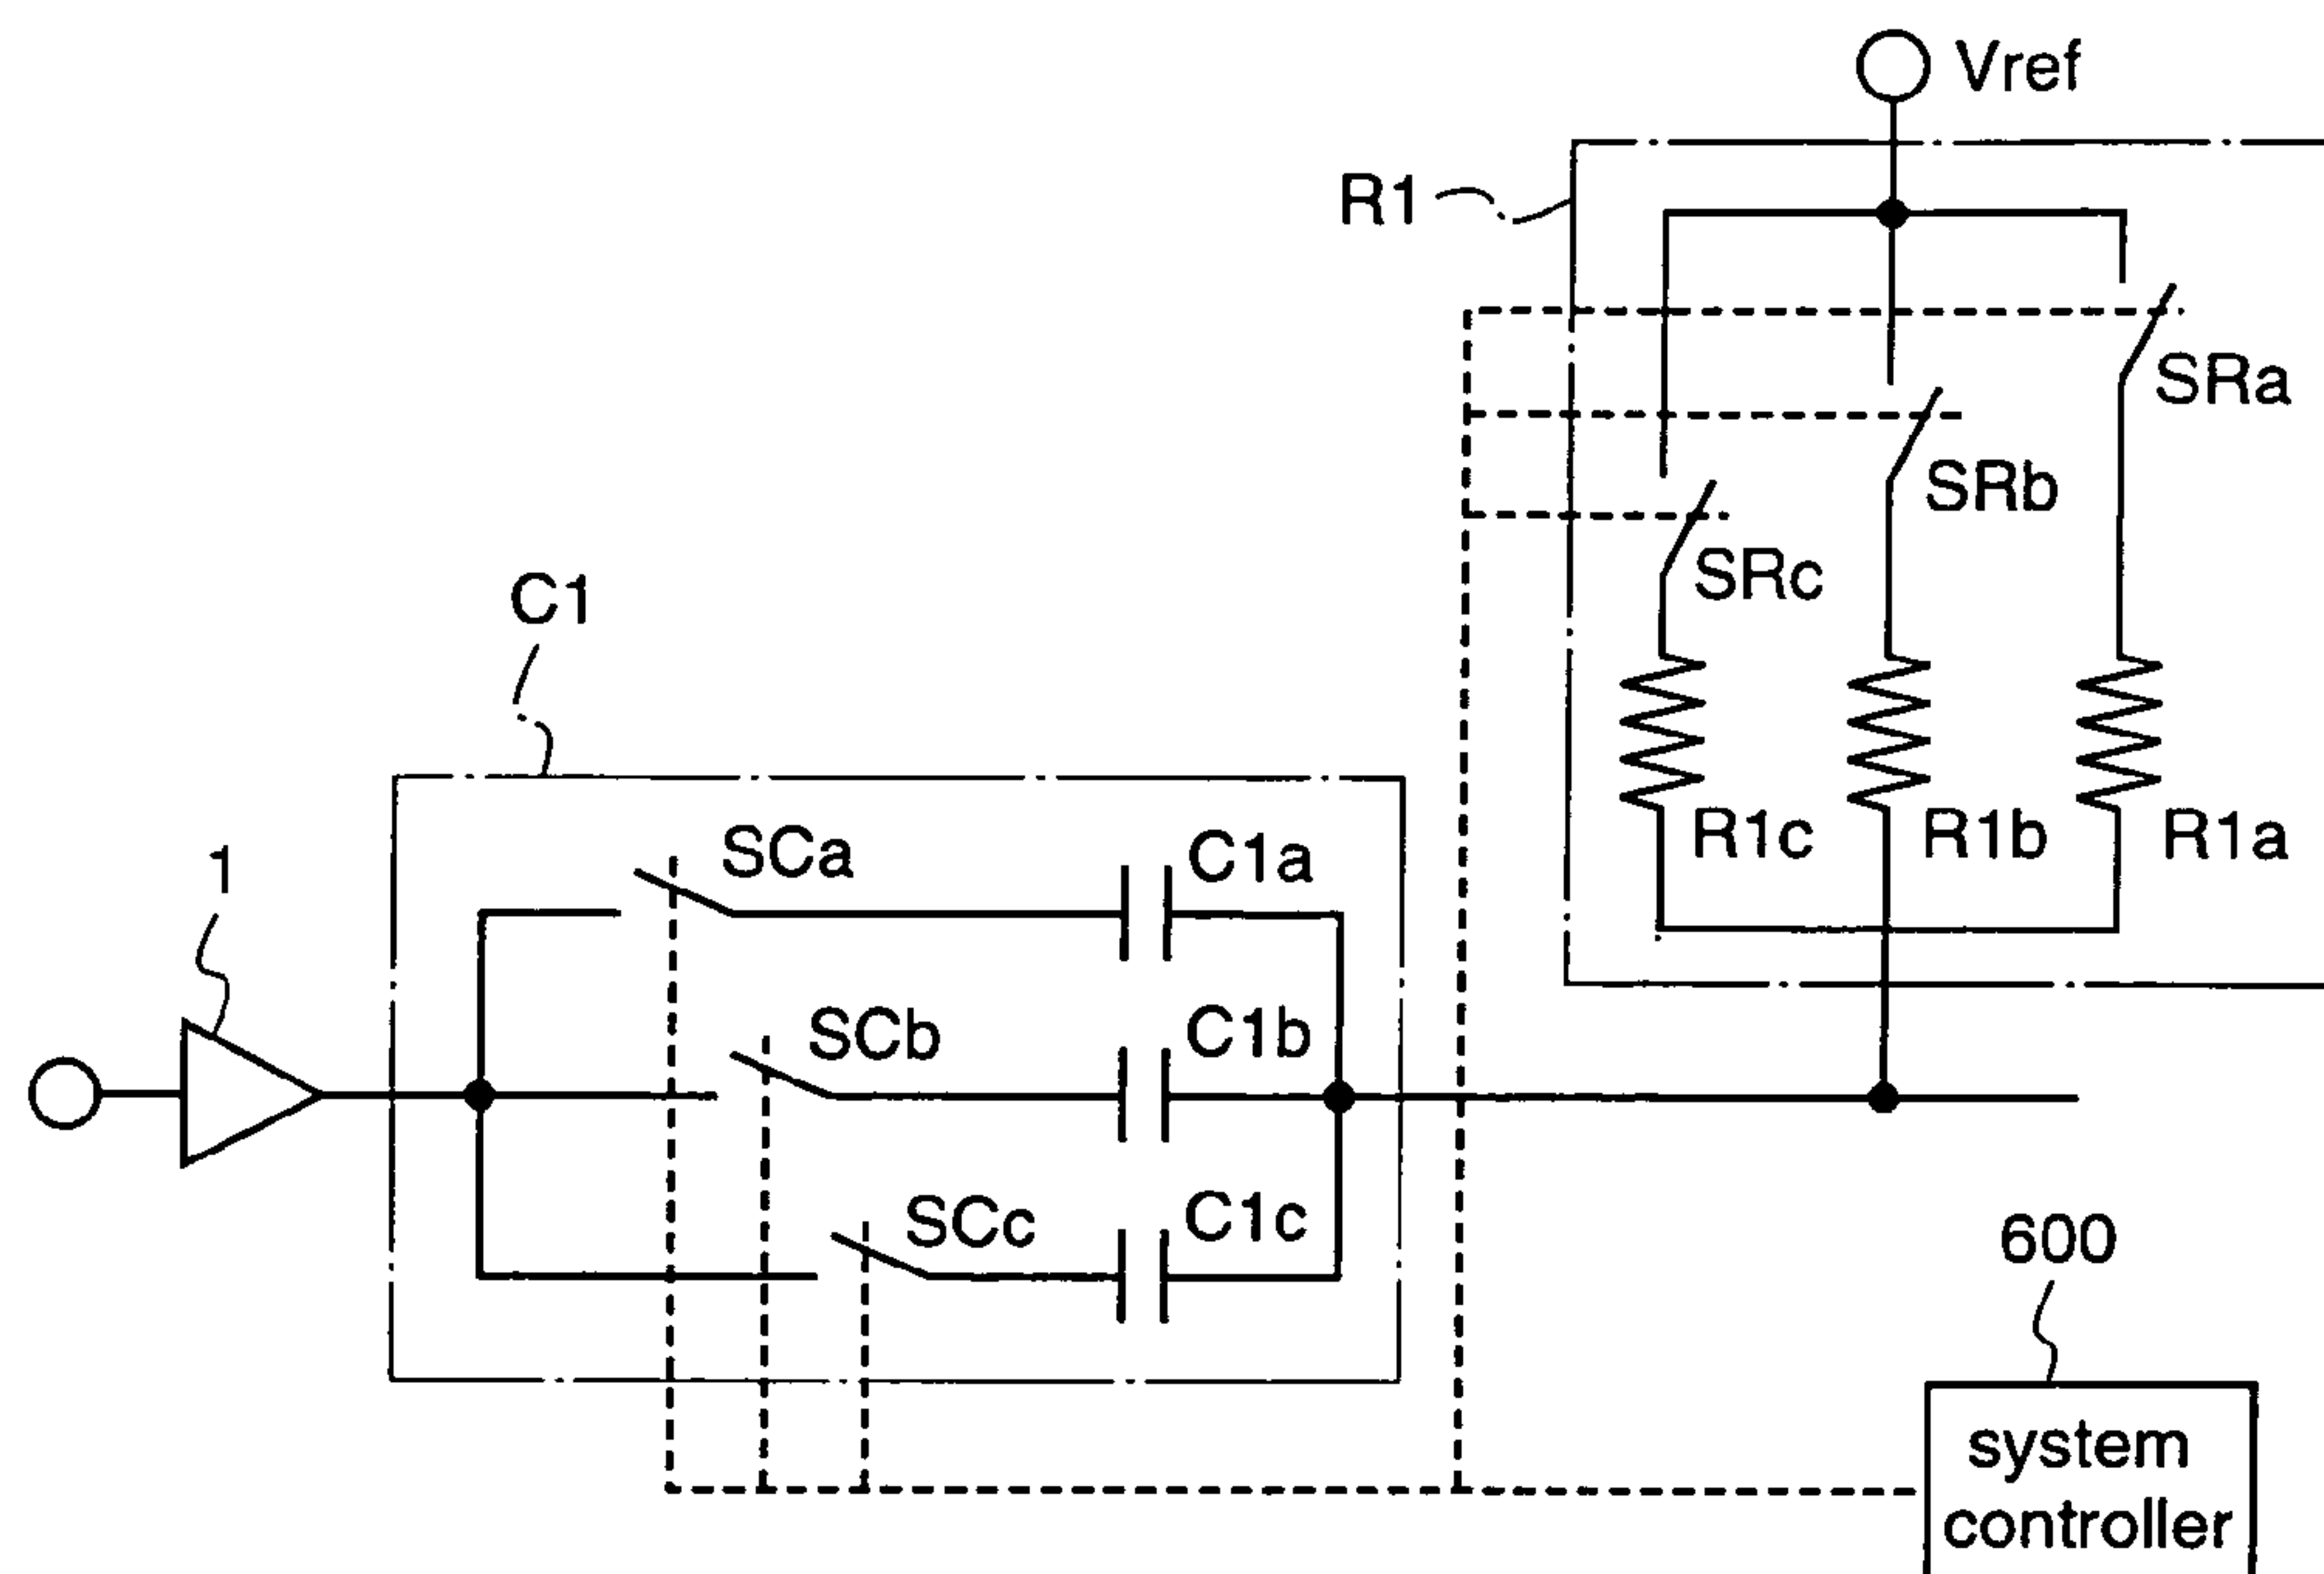 Vref
R1
SRa
SRb
SRc
C1
R1c
R1b
R1a
SCa
C1a
1
SCb
C1b
SCc
C1c
600
system
controller